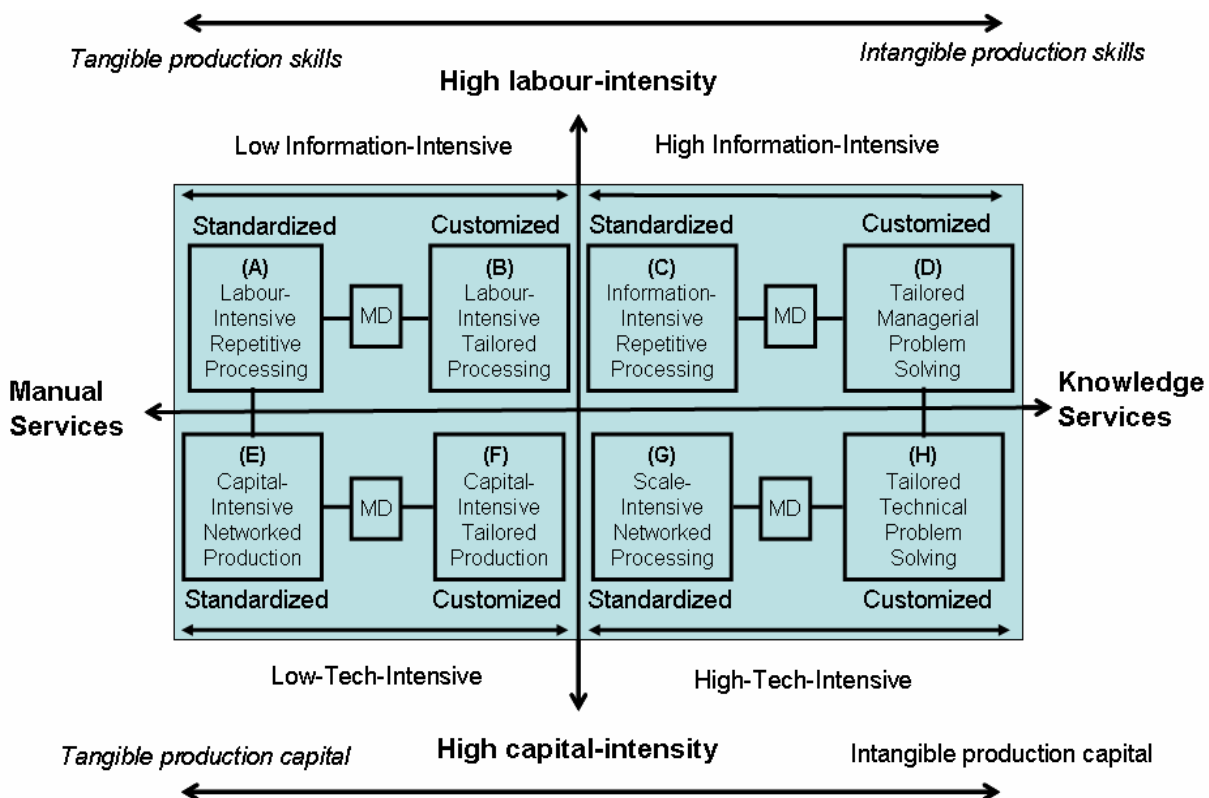 Tangible production skills
Intangible production skills
High labour-intensity
Low Information-Intensive
High Information-Intensive
Standardized
Customized
Standardized
Customized
(A)
Labour-
Intensive
Repetitive
Processing
MD
(B)
Labour-
Intensive
Tailored
Processing
(C)
Information-
Intensive
Repetitive
Processing
MD
(D)
Tailored
Managerial
Problem
Solving
Manual
Services
Knowledge
Services
(E)
Capital-
Intensive
Networked
Production
MD
(F)
Capital-
Intensive
Tailored
Production
(G)
Scale-
Intensive
Networked
Processing
MD
(H)
Tailored
Technical
Problem
Solving
Standardized
Customized
Standardized
Customized
Low-Tech-Intensive
High-Tech-Intensive
High capital-intensity
Tangible production capital
Intangible production capital